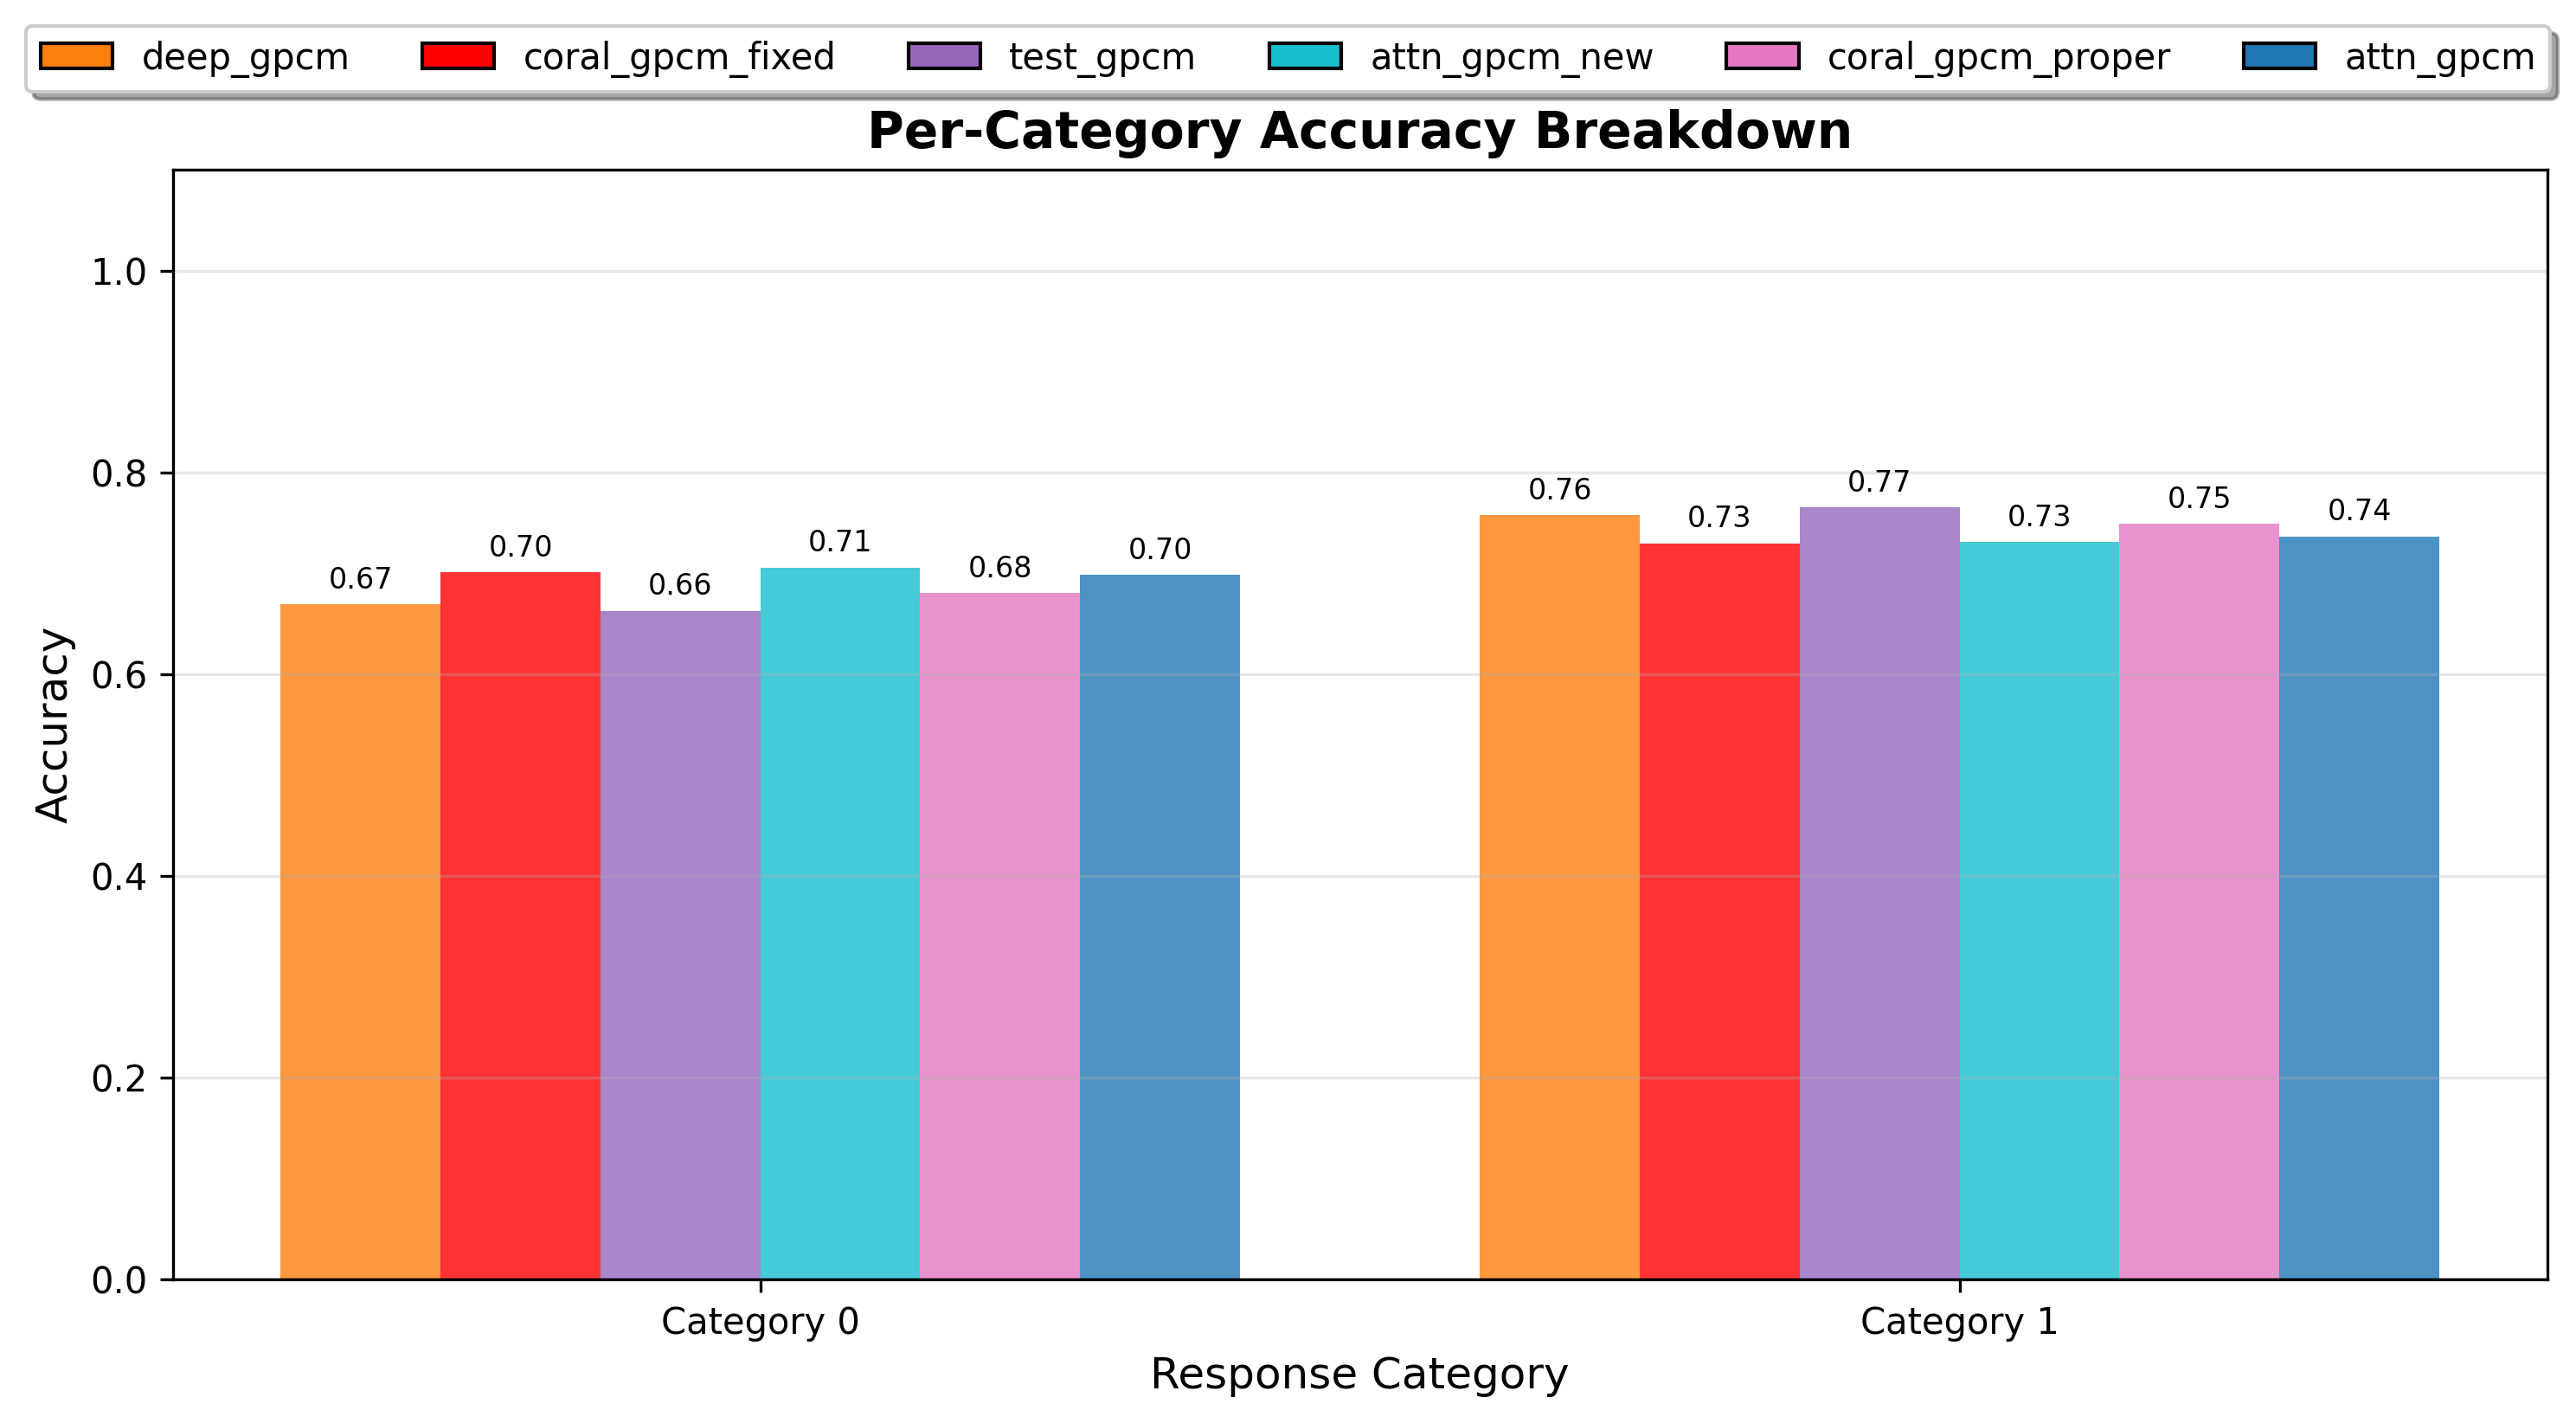 deep_gpcm coral_gpcm_fixed test_gpcm attn_gpcm_new coral_gpcm_proper attn_gpcm
Per-Category Accuracy Breakdown
1.0
0.8
0.6
0.4
0.2
0.0
Accuracy
0.67 0.70 0.66 0.71 0.68 0.70
0.76 0.73 0.77 0.73 0.75 0.74
Category 0 Category 1
Response Category